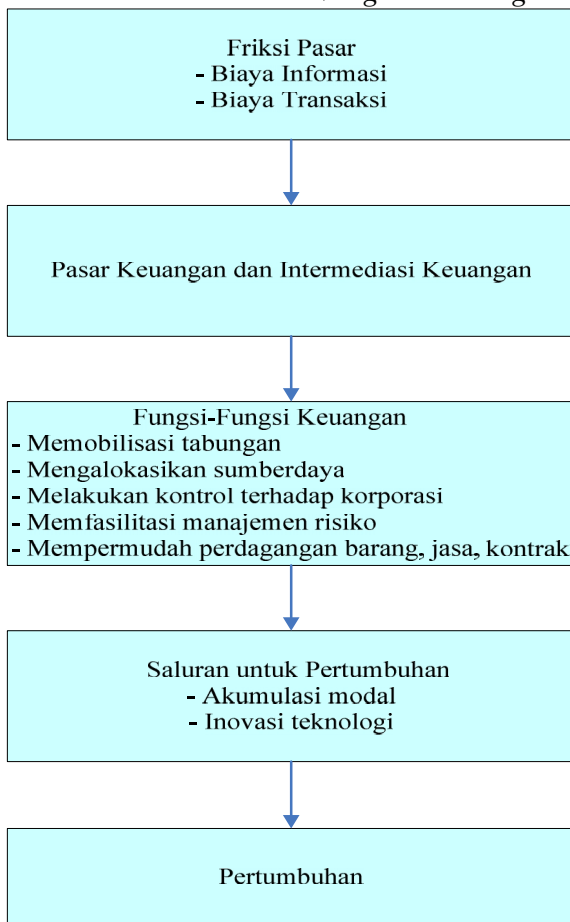 Friksi Pasar
- Biaya Informasi
- Biaya Transaksi
Pasar Keuangan dan Intermediasi Keuangan
Fungsi-Fungsi Keuangan
- Memobilisasi tabungan
- Mengalokasikan sumberdaya
- Melakukan kontrol terhadap korporasi
- Memfasilitasi manajemen risiko
- Mempermudah perdagangan barang, jasa, kontrak
Saluran untuk Pertumbuhan
- Akumulasi modal
- Inovasi teknologi
Pertumbuhan